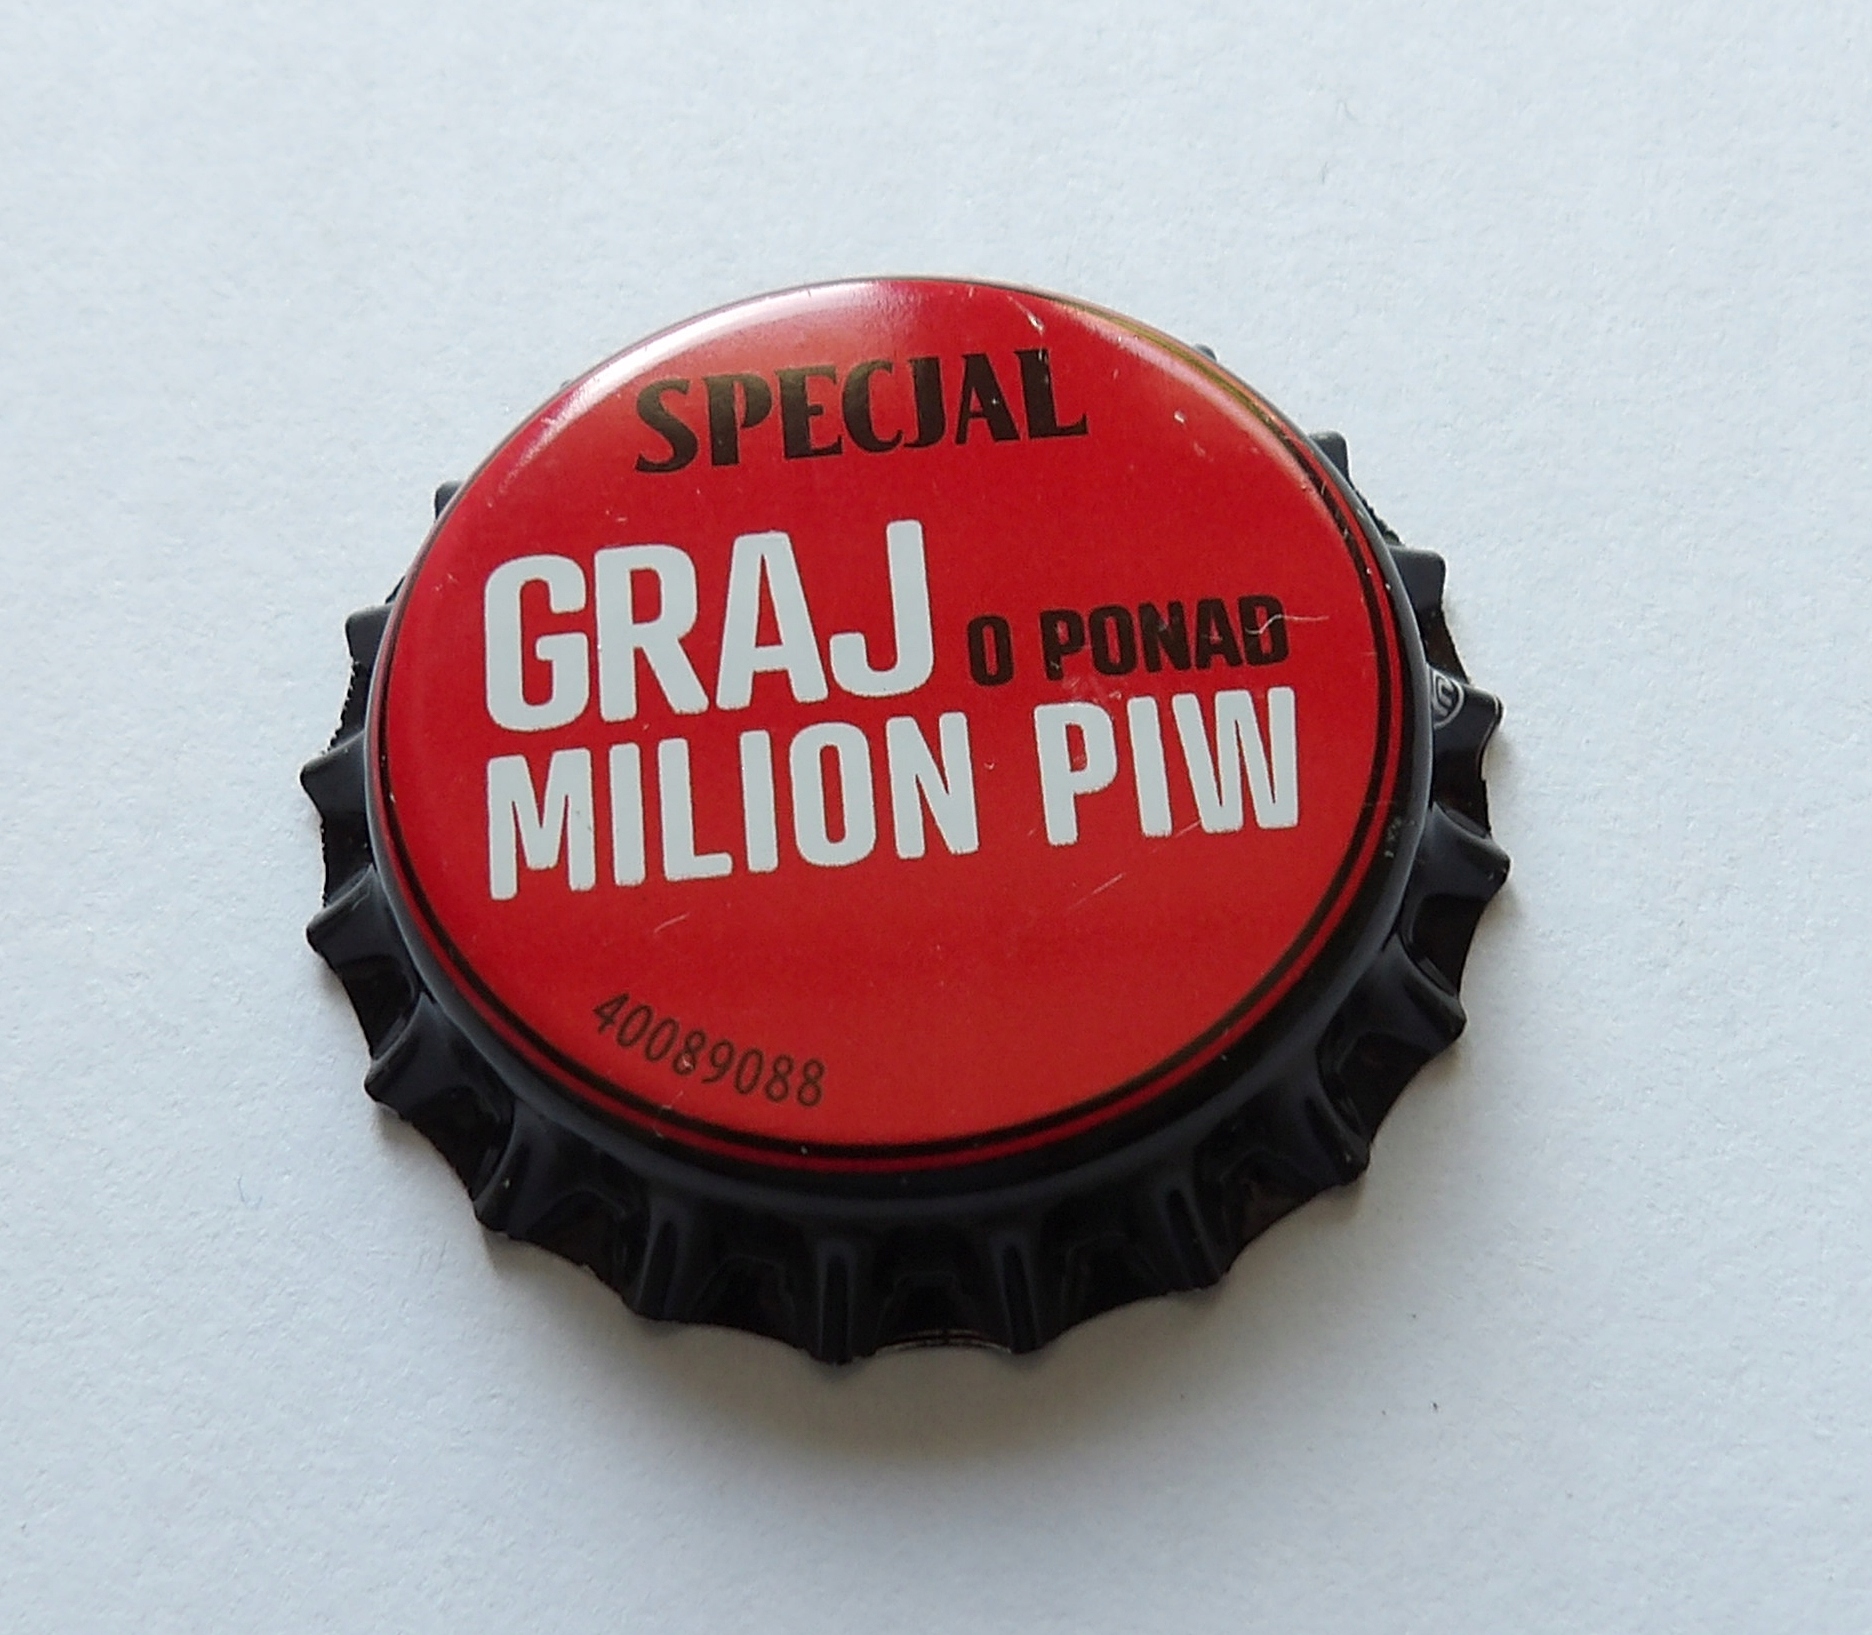 SPECJAL
GRAJ O PONAD
MILION PIW
40089088